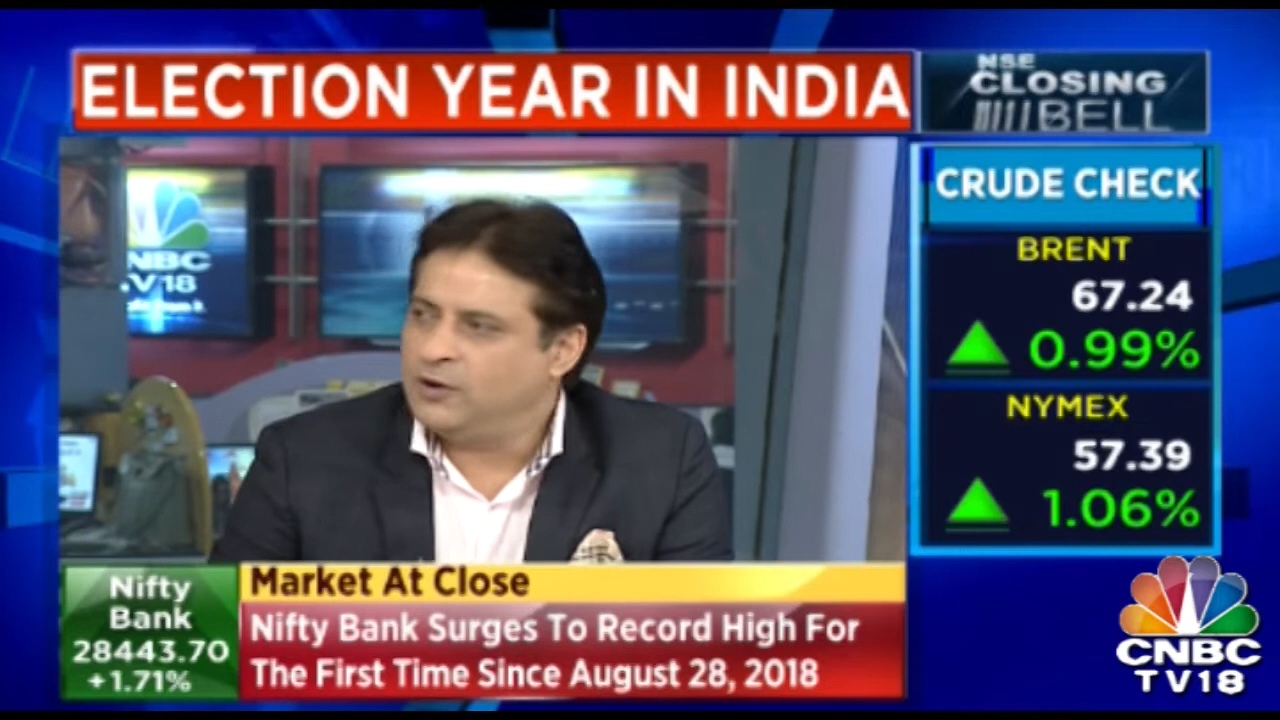 ELECTION YEAR IN INDIA
NSE
CLOSING
BELL
CRUDE CHECK
BRENT
67.24
0.99%
NYMEX
57.39
1.06%
NBC
TV18
Nifty
Bank
28443.70
+1.71%
Market At Close
Nifty Bank Surges To Record High For
The First Time Since August 28, 2018
CNBC
TV18